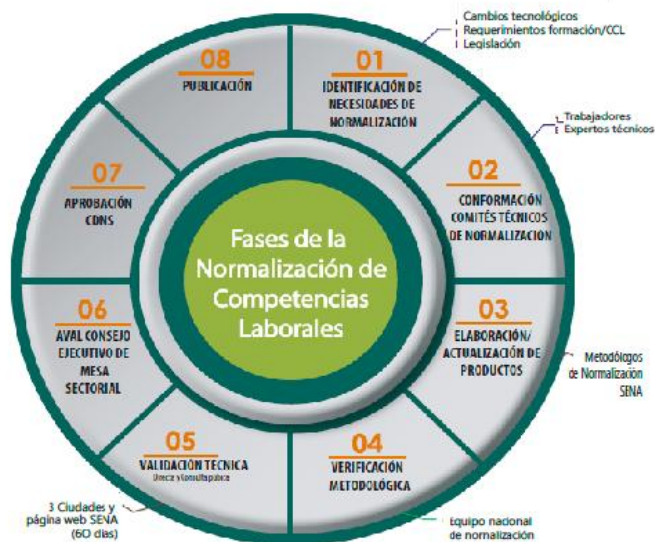 Fases de la
Normalización de
Competencias
Laborales
01
IDENTIFICACIÓN DE
NECESIDADES DE
NORMALIZACIÓN
Cambios tecnológicos
Requerimientos formación/CCL
Legislación
02
CONFORMACIÓN
COMITÉS TÉCNICOS
DE NORMALIZACIÓN
Trabajadores
Expertos técnicos
03
ELABORACIÓN/
ACTUALIZACIÓN DE
PRODUCTOS
Metodólogos
de Normalización
SENA
04
VERIFICACIÓN
METODOLÓGICA
Equipo nacional
de normalización
05
VALIDACIÓN TÉCNICA
Directa y Consulta pública
3 Ciudades y
página web SENA
(60 días)
06
AVAL CONSEJO
EJECUTIVO DE
MESA
SECTORIAL
07
APROBACIÓN
CDNS
08
PUBLICACIÓN